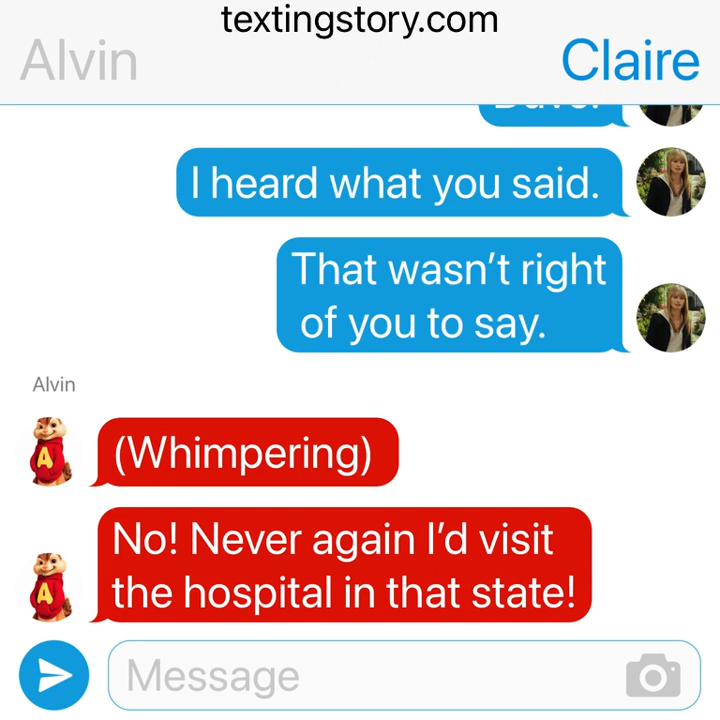 textingstory.com
Alvin
Claire
I heard what you said.
That wasn't right
of you to say.
Alvin
(Whimpering)
No! Never again I'd visit
the hospital in that state!
Message